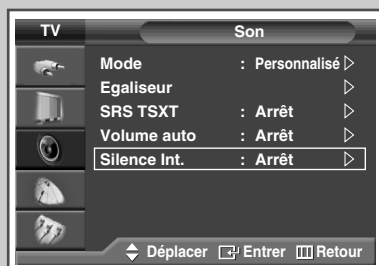 TV Son
Mode : Personnalisé
Egaliseur
SRS TSXT : Arrêt
Volume auto : Arrêt
Silence Int. : Arrêt
Déplacer Entrer Retour